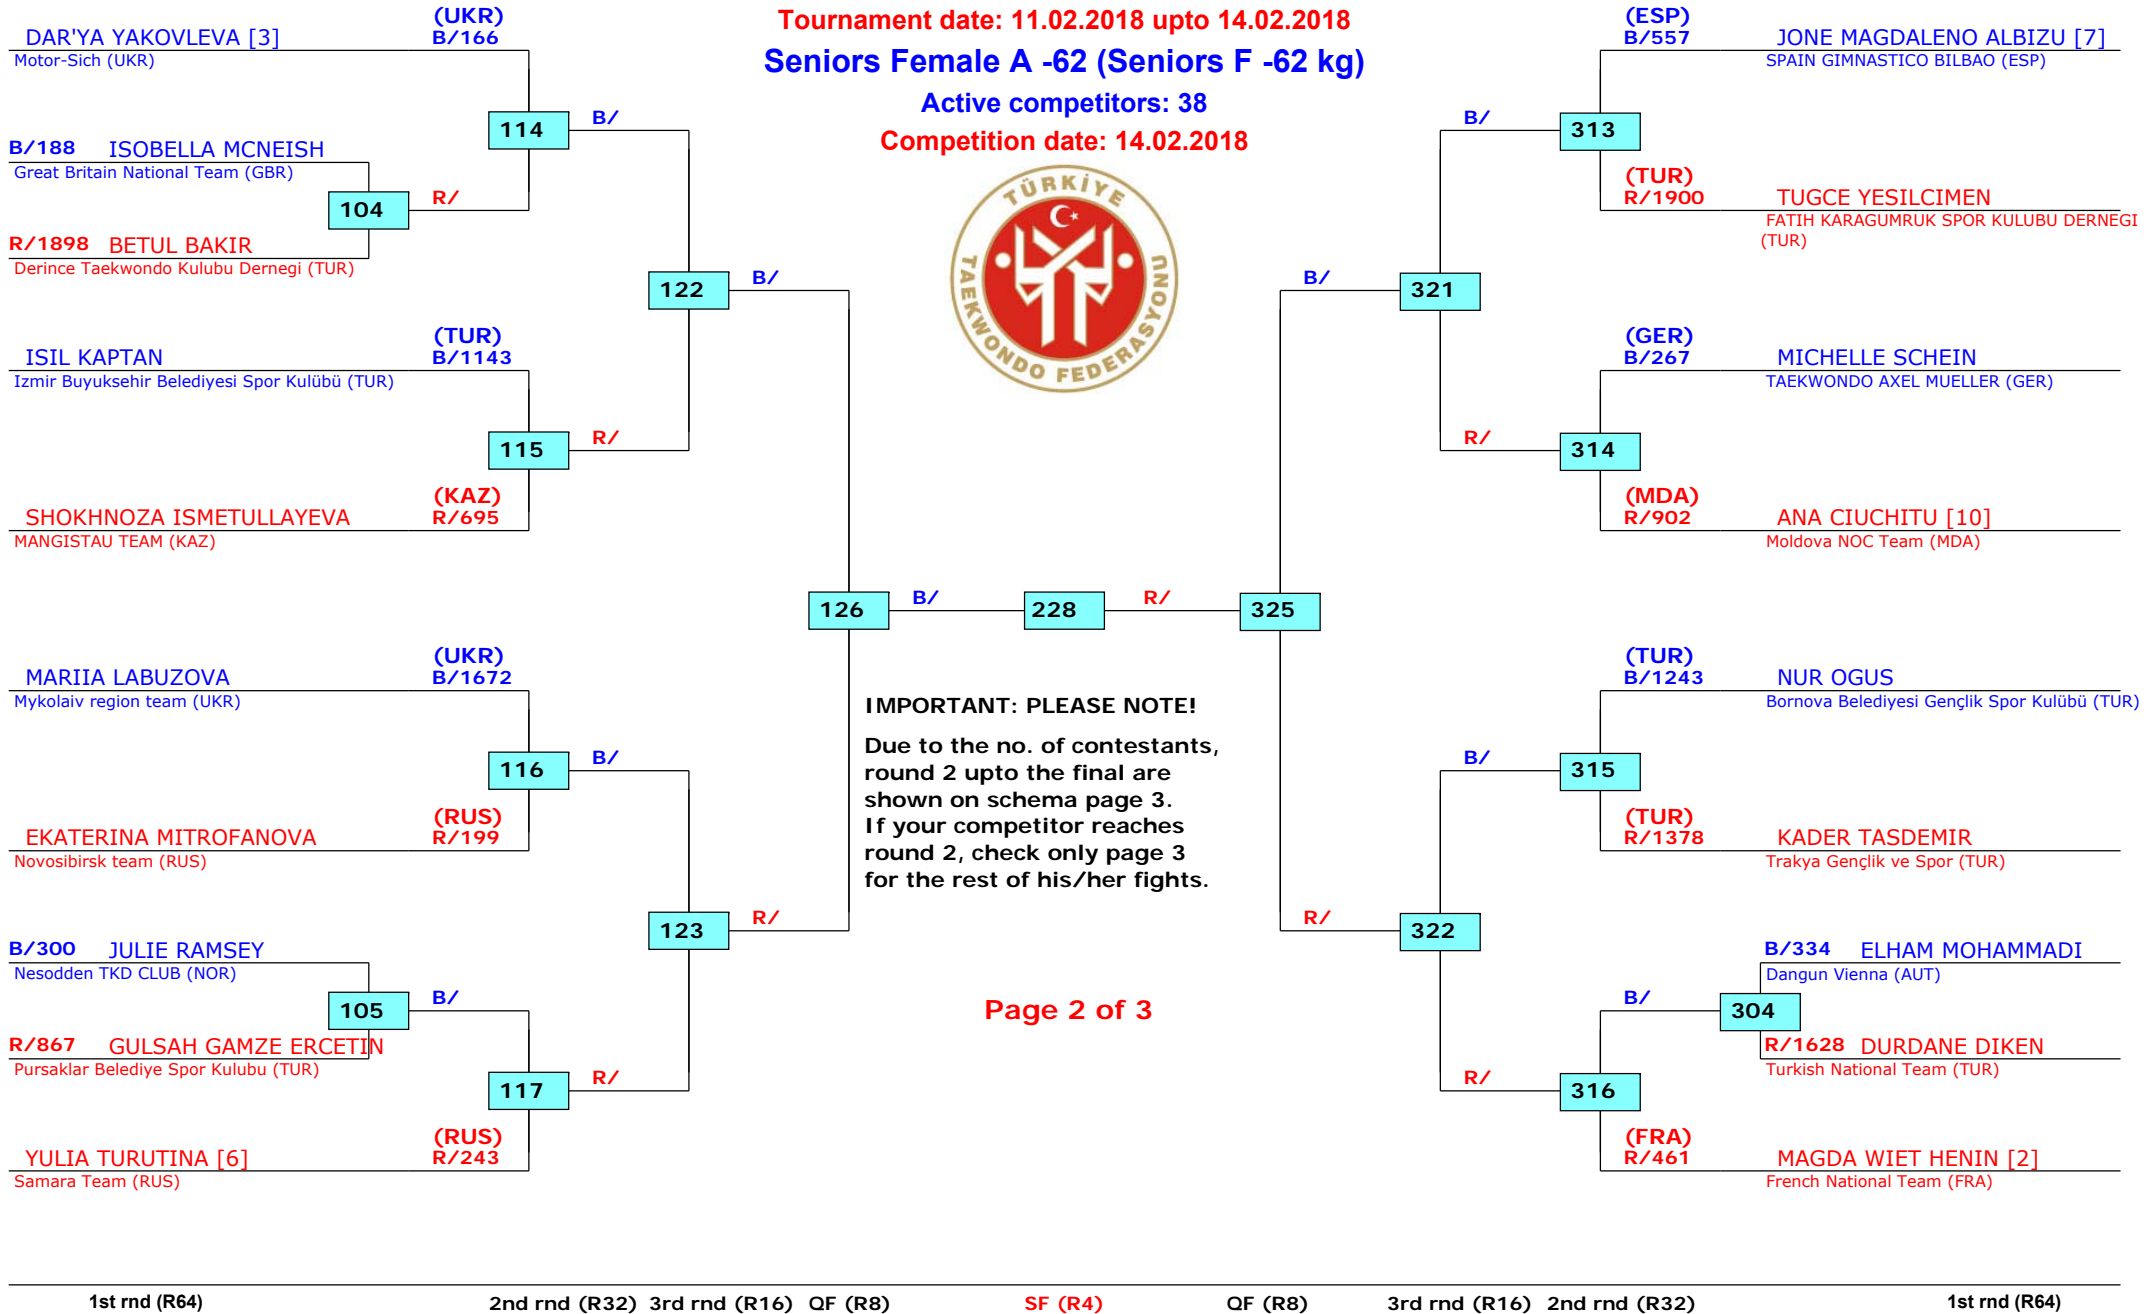 Tournament date: 11.02.2018 upto 14.02.2018
Seniors Female A -62 (Seniors F -62 kg)
Active competitors: 38
Competition date: 14.02.2018
TÜRKİYE
TAEKWONDO FEDERASYONU
(UKR)
DAR'YA YAKOVLEVA [3] B/166
Motor-Sich (UKR)
114 B/
B/188 ISOBELLA MCNEISH
Great Britain National Team (GBR)
104 R/
R/1898 BETUL BAKIR
Derince Taekwondo Kulubu Dernegi (TUR)
122 B/
(TUR)
ISIL KAPTAN B/1143
Izmir Buyuksehir Belediyesi Spor Kulübü (TUR)
115 R/
(KAZ)
SHOKHNOZA ISMETULLAYEVA R/695
MANGISTAU TEAM (KAZ)
126 B/ 228 R/ 325
(UKR)
MARIIA LABUZOVA B/1672
Mykolaiv region team (UKR)
116 B/
(RUS)
EKATERINA MITROFANOVA R/199
Novosibirsk team (RUS)
123 R/
B/300 JULIE RAMSEY
Nesodden TKD CLUB (NOR)
105 B/
R/867 GULSAH GAMZE ERCETIN
Pursaklar Belediye Spor Kulubu (TUR)
117 R/
(RUS)
YULIA TURUTINA [6] R/243
Samara Team (RUS)
IMPORTANT: PLEASE NOTE!
Due to the no. of contestants,
round 2 upto the final are
shown on schema page 3.
If your competitor reaches
round 2, check only page 3
for the rest of his/her fights.
Page 2 of 3
(ESP)
B/557 JONE MAGDALENO ALBIZU [7]
SPAIN GIMNASTICO BILBAO (ESP)
B/ 313
(TUR)
R/1900 TUGCE YESILCIMEN
FATIH KARAGUMRUK SPOR KULUBU DERNEGI
(TUR)
B/ 321
(GER)
B/267 MICHELLE SCHEIN
TAEKWONDO AXEL MUELLER (GER)
R/ 314
(MDA)
R/902 ANA CIUCHITU [10]
Moldova NOC Team (MDA)
(TUR)
B/1243 NUR OGUS
Bornova Belediyesi Gençlik Spor Kulübü (TUR)
B/ 315
(TUR)
R/1378 KADER TASDEMIR
Trakya Gençlik ve Spor (TUR)
R/ 322
B/334 ELHAM MOHAMMADI
Dangun Vienna (AUT)
B/ 304
R/1628 DURDANE DIKEN
Turkish National Team (TUR)
R/ 316
(FRA)
R/461 MAGDA WIET HENIN [2]
French National Team (FRA)
1st rnd (R64) 2nd rnd (R32) 3rd rnd (R16) QF (R8) SF (R4) QF (R8) 3rd rnd (R16) 2nd rnd (R32) 1st rnd (R64)